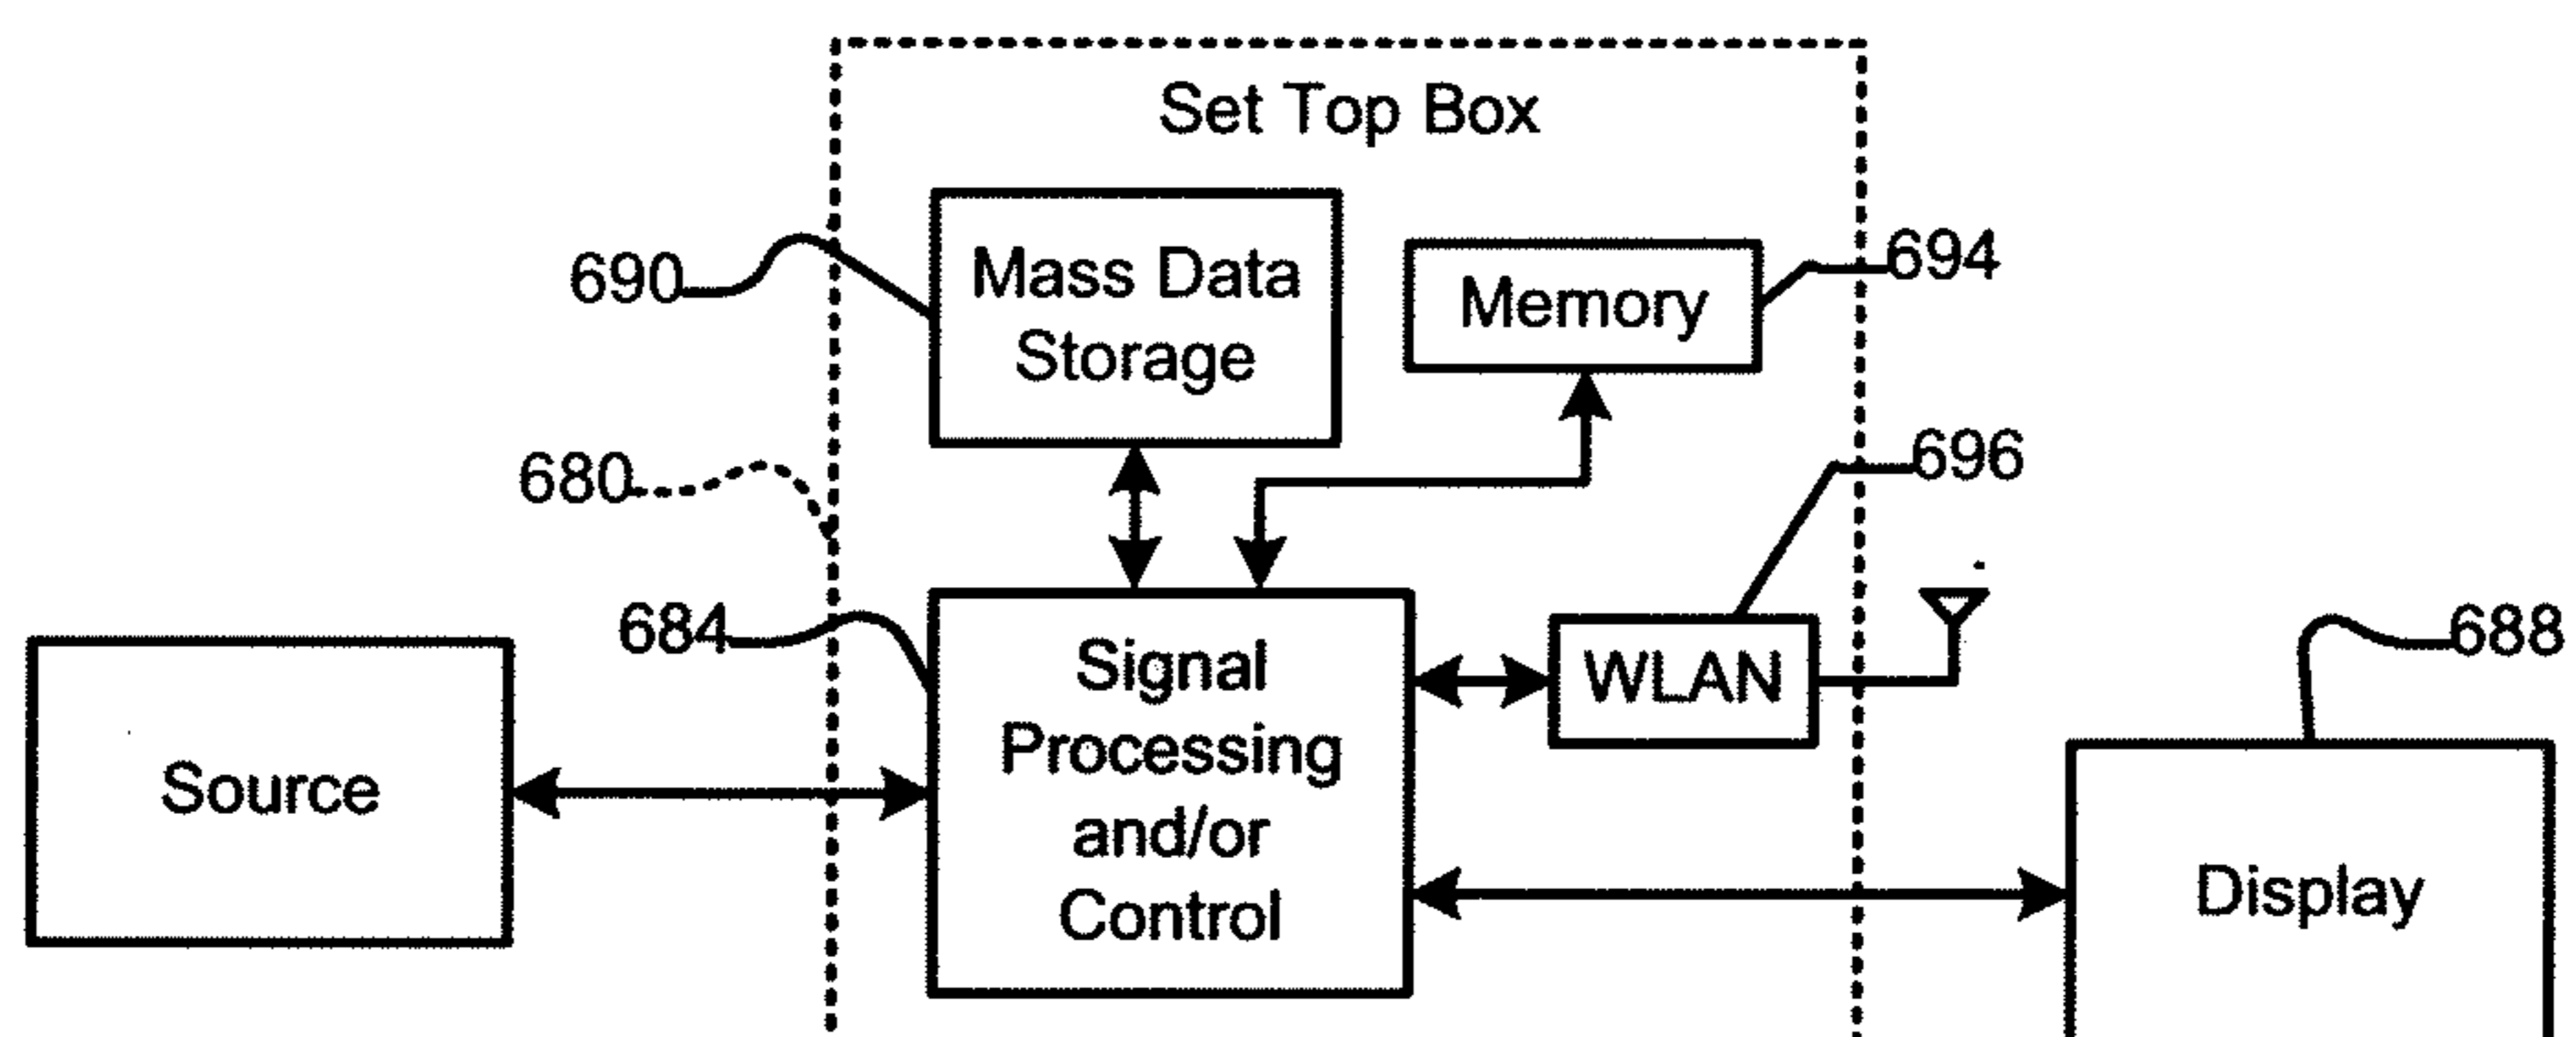 Set Top Box
690
Mass Data
Storage
Memory
694
680
696
684
Signal
Processing
and/or
Control
WLAN
688
Source
Display